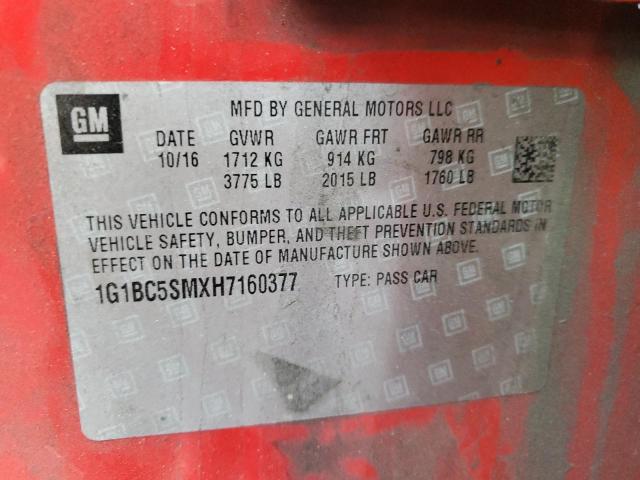 GM
MFD BY GENERAL MOTORS LLC
DATE GVWR GAWR FRT GAWR RR
10/16 1712 KG 914 KG 798 KG
3775 LB 2015 LB 1760 LB
THIS VEHICLE CONFORMS TO ALL APPLICABLE U.S. FEDERAL MOTOR
VEHICLE SAFETY, BUMPER, AND THEFT PREVENTION STANDARDS IN
EFFECT ON THE DATE OF MANUFACTURE SHOWN ABOVE.
1G1BC5SMXH7160377 TYPE: PASS CAR